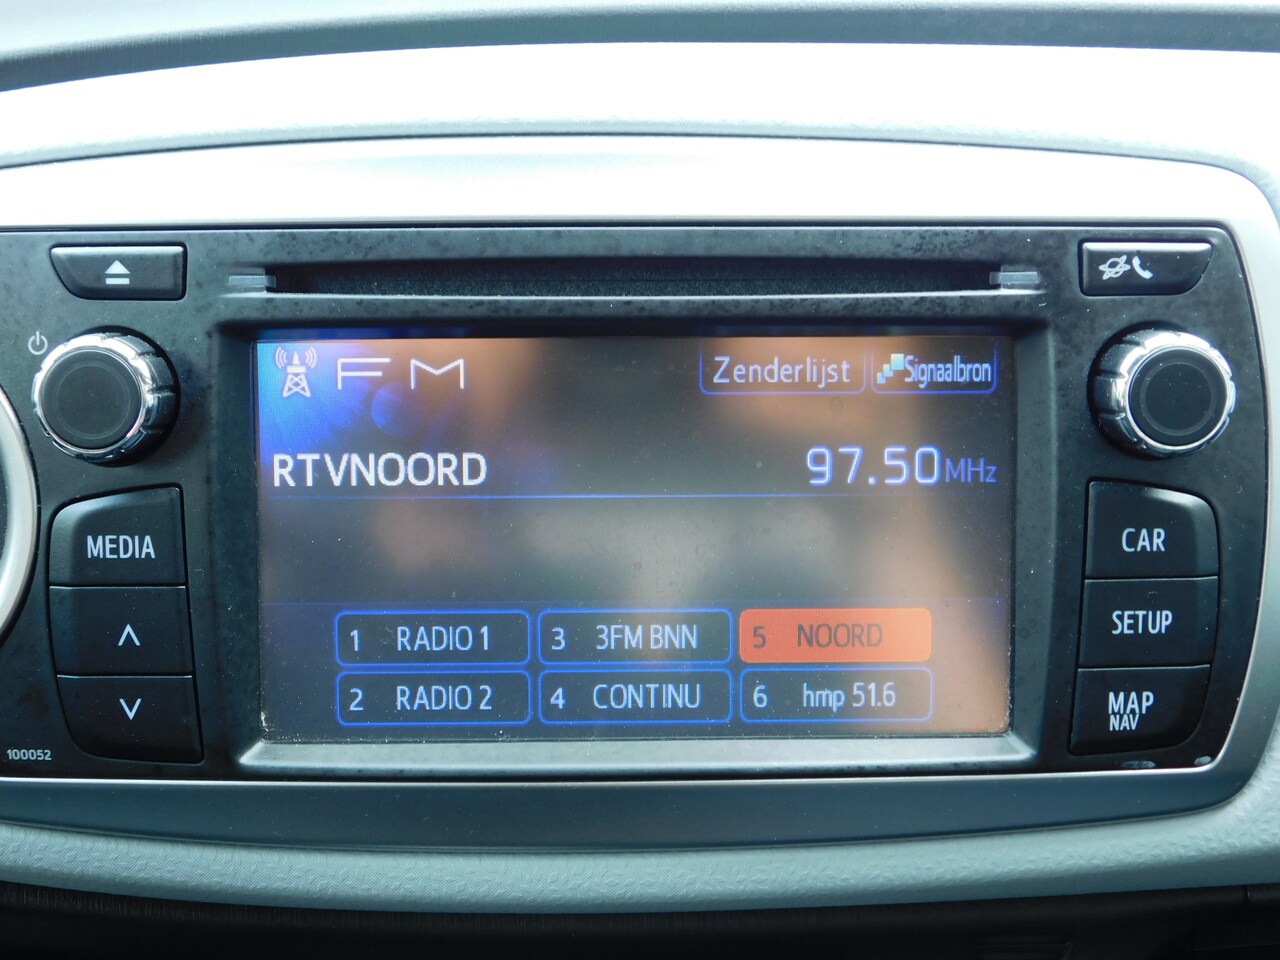 FM
Zenderlijst
Signaalbron
RTVNOORD
97.50MHz
MEDIA
CAR
SETUP
MAP
NAV
1 RADIO 1
3 3FM BNN
5 NOORD
2 RADIO 2
4 CONTINU
6 hmp 51.6
100052